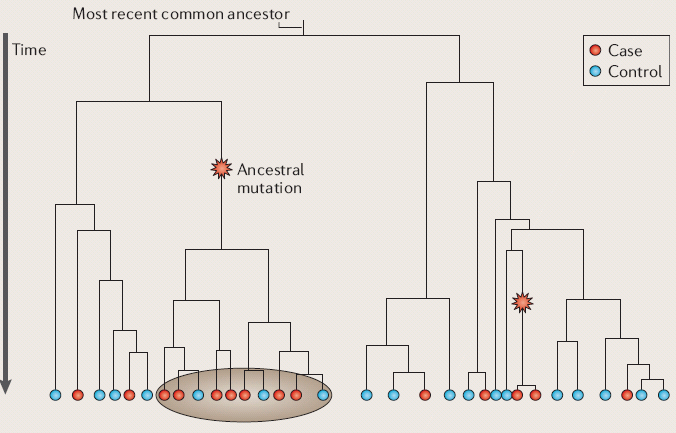 Most recent common ancestor
Time
Case
Control
Ancestral
mutation